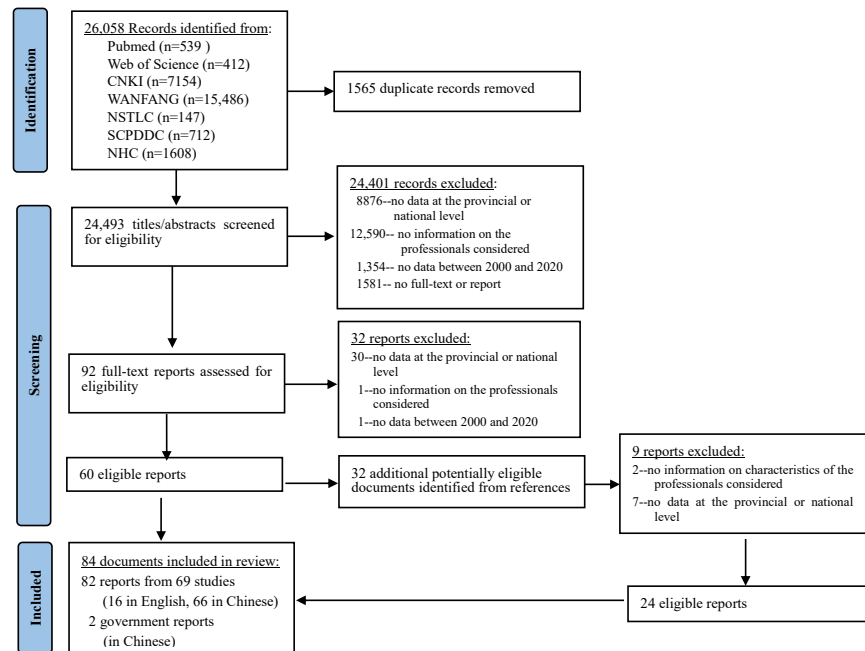 Identification
26,058 Records identified from:
Pubmed (n=539 )
Web of Science (n=412)
CNKI (n=7154)
WANFANG (n=15,486)
NSTLC (n=147)
SCPDDC (n=712)
NHC (n=1608)
1565 duplicate records removed
Screening
24,493 titles/abstracts screened
for eligibility
24,401 records excluded:
8876--no data at the provincial or
national level
12,590-- no information on the
professionals considered
1,354-- no data between 2000 and 2020
1581-- no full-text or report
92 full-text reports assessed for
eligibility
32 reports excluded:
30--no data at the provincial or national
level
1--no information on the professionals
considered
1--no data between 2000 and 2020
60 eligible reports
32 additional potentially eligible
documents identified from references
9 reports excluded:
2--no information on characteristics of the
professionals considered
7--no data at the provincial or national
level
Included
84 documents included in review:
82 reports from 69 studies
(16 in English, 66 in Chinese)
2 government reports
(in Chinese)
24 eligible reports